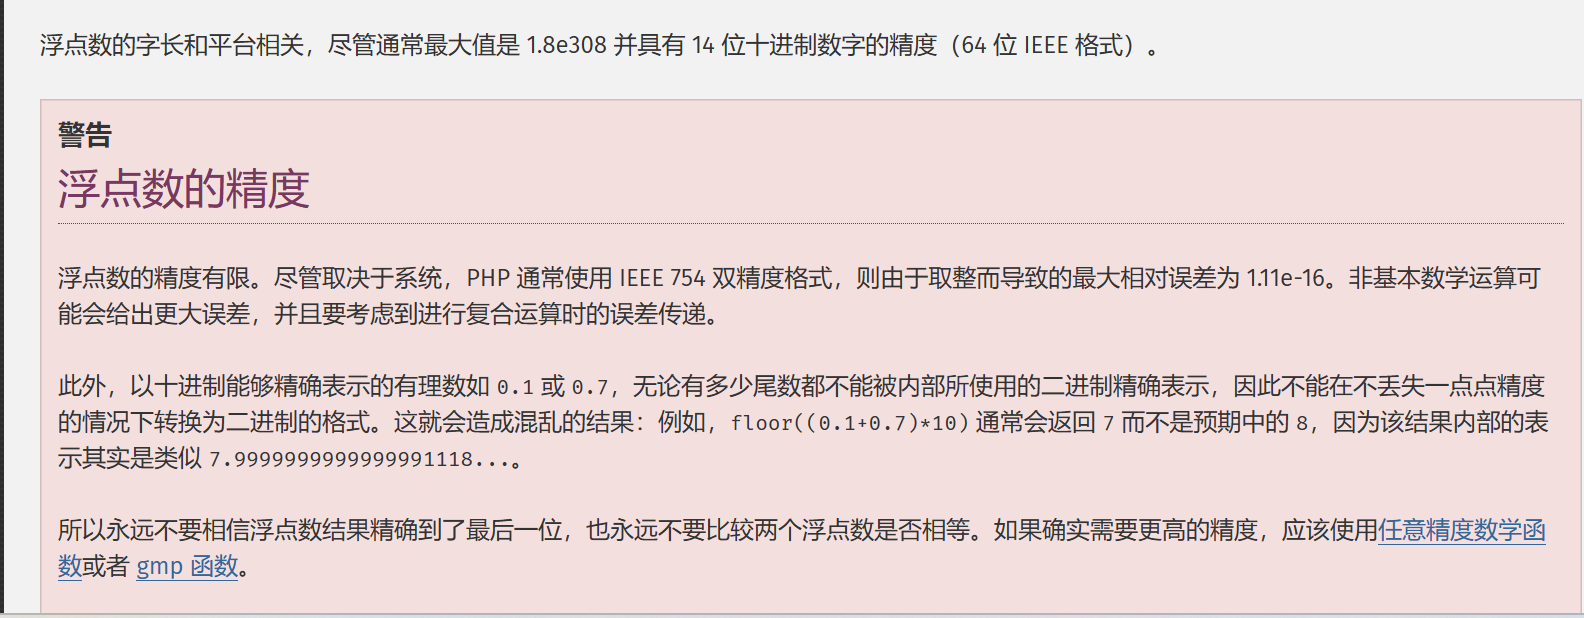 浮点数的字长和平台相关，尽管通常最大值是 1.8e308 并具有 14 位十进制数字的精度（64 位 IEEE 格式）。
警告
浮点数的精度
浮点数的精度有限。尽管取决于系统，PHP 通常使用 IEEE 754 双精度格式，则由于取整而导致的最大相对误差为 1.11e-16。非基本数学运算可
能会给出更大误差，并且要考虑到进行复合运算时的误差传递。
此外，以十进制能够精确表示的有理数如 0.1 或 0.7，无论有多少尾数都不能被内部所使用的二进制精确表示，因此不能在不丢失一点点精度
的情况下转换为二进制的格式。这就会造成混乱的结果：例如，floor((0.1+0.7)*10) 通常会返回 7 而不是预期中的 8，因为该结果内部的表
示其实是类似 7.9999999999999991118...。
所以永远不要相信浮点数结果精确到了最后一位，也永远不要比较两个浮点数是否相等。如果确实需要更高的精度，应该使用任意精度数学函
数或者 gmp 函数。